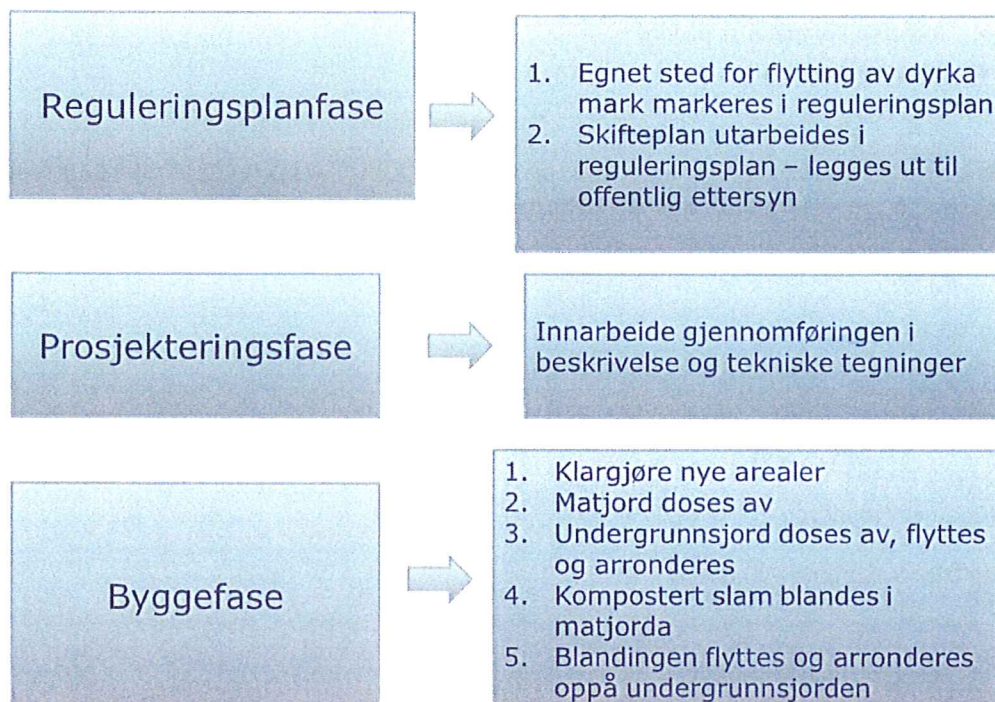 Reguleringsplanfase
1. Egnet sted for flytting av dyrka
mark markeres i reguleringsplan
2. Skifteplan utarbeides i
reguleringsplan – legges ut til
offentlig ettersyn
Prosjekteringsfase
Innarbeide gjennomføringen i
beskrivelse og tekniske tegninger
Byggefase
1. Klargjøre nye arealer
2. Matjord doses av
3. Undergrunnsjord doses av, flyttes
og arronderes
4. Kompostert slam blandes i
matjorda
5. Blandingen flyttes og arronderes
oppå undergrunnsjorden